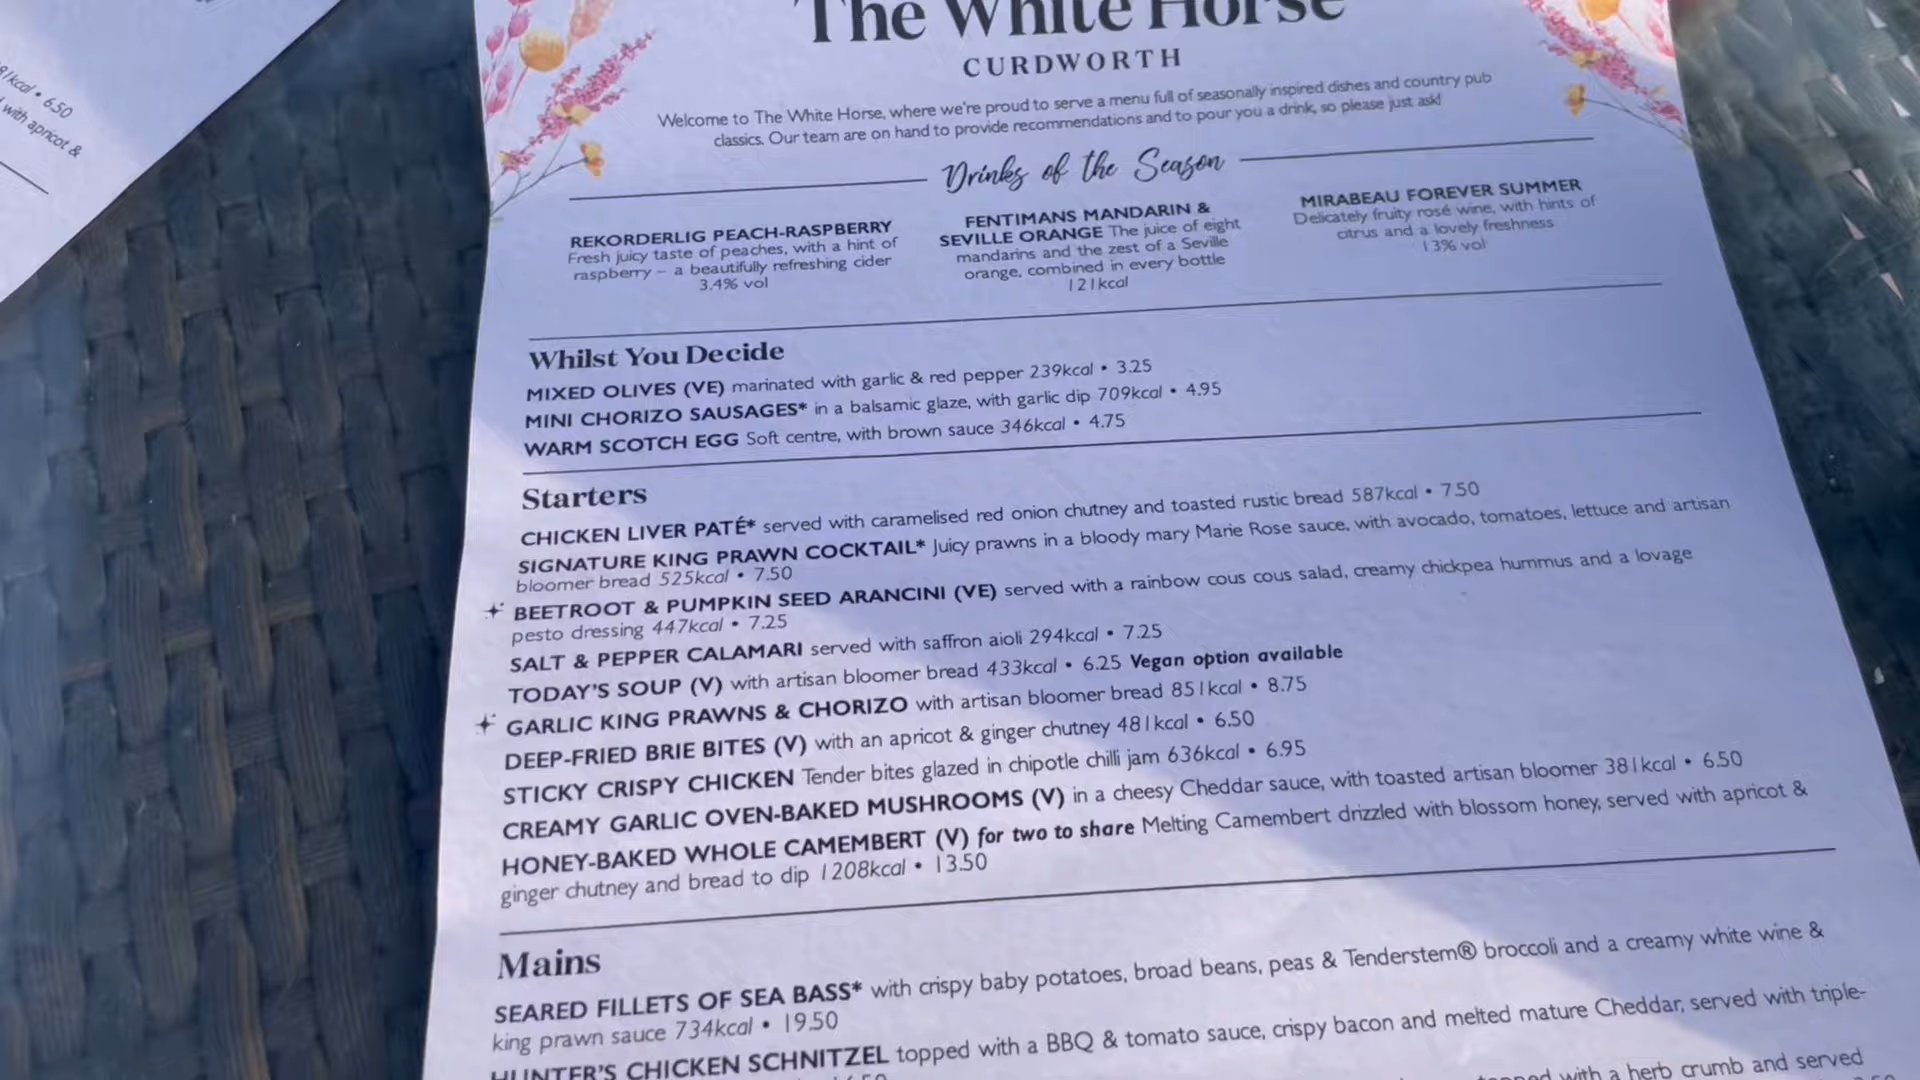 81kcal • 6.50
with apricot &
The White Horse
CURDWORTH
Welcome to The White Horse, where we're proud to serve a menu full of seasonally inspired dishes and country pub
classics. Our team are on hand to provide recommendations and to pour you a drink, so please just ask!
Drinks of the Season
REKORDERLIG PEACH-RASPBERRY
Fresh juicy taste of peaches, with a hint of
raspberry – a beautifully refreshing cider
3.4% vol
FENTIMANS MANDARIN &
SEVILLE ORANGE The juice of eight
mandarins and the zest of a Seville
orange, combined in every bottle
121kcal
MIRABEAU FOREVER SUMMER
Delicately fruity rosé wine, with hints of
citrus and a lovely freshness
13% vol
Whilst You Decide
MIXED OLIVES (VE) marinated with garlic & red pepper 239kcal • 3.25
MINI CHORIZO SAUSAGES* in a balsamic glaze, with garlic dip 709kcal • 4.95
WARM SCOTCH EGG Soft centre, with brown sauce 346kcal • 4.75
Starters
CHICKEN LIVER PATÉ* served with caramelised red onion chutney and toasted rustic bread 587kcal • 7.50
SIGNATURE KING PRAWN COCKTAIL* Juicy prawns in a bloody mary Marie Rose sauce, with avocado, tomatoes, lettuce and artisan
bloomer bread 525kcal • 7.50
BEETROOT & PUMPKIN SEED ARANCINI (VE) served with a rainbow cous cous salad, creamy chickpea hummus and a lovage
pesto dressing 447kcal • 7.25
SALT & PEPPER CALAMARI served with saffron aioli 294kcal • 7.25
TODAY'S SOUP (V) with artisan bloomer bread 433kcal • 6.25 Vegan option available
GARLIC KING PRAWNS & CHORIZO with artisan bloomer bread 851kcal • 8.75
DEEP-FRIED BRIE BITES (V) with an apricot & ginger chutney 481kcal • 6.50
STICKY CRISPY CHICKEN Tender bites glazed in chipotle chilli jam 636kcal • 6.95
CREAMY GARLIC OVEN-BAKED MUSHROOMS (V) in a cheesy Cheddar sauce, with toasted artisan bloomer 381kcal • 6.50
HONEY-BAKED WHOLE CAMEMBERT (V) for two to share Melting Camembert drizzled with blossom honey, served with apricot &
ginger chutney and bread to dip 1208kcal • 13.50
Mains
SEARED FILLETS OF SEA BASS* with crispy baby potatoes, broad beans, peas & Tenderstem® broccoli and a creamy white wine &
king prawn sauce 734kcal • 19.50
HUNTER'S CHICKEN SCHNITZEL topped with a BBQ & tomato sauce, crispy bacon and melted mature Cheddar, served with triple-
with a herb crumb and served